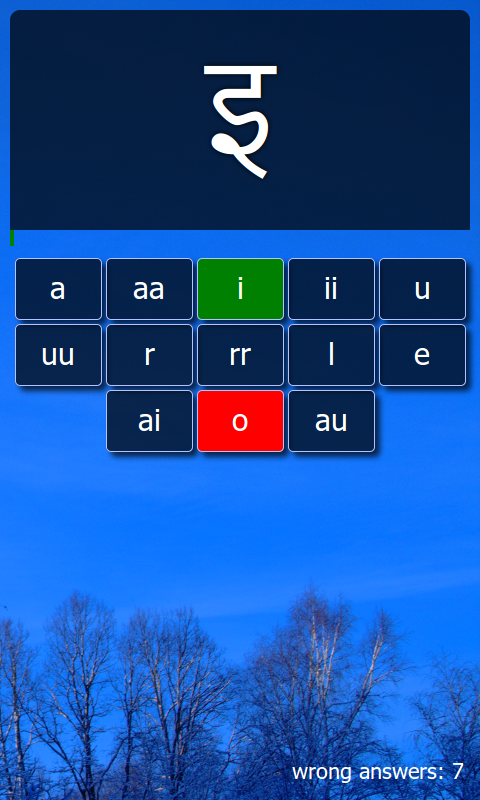 इ
a aa i ii u
uu r rr l e
ai o au
wrong answers: 7